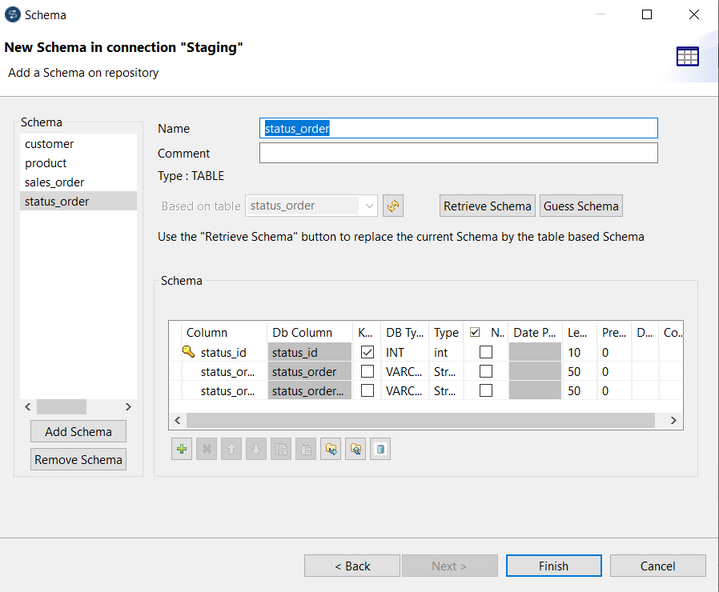 Schema
New Schema in connection "Staging"
Add a Schema on repository
Schema
customer
product
sales_order
status_order
Add Schema
Remove Schema
Name status_order
Comment
Type : TABLE
Based on table status_order Retrieve Schema Guess Schema
Use the "Retrieve Schema" button to replace the current Schema by the table based Schema
Schema
Column Db Column K... DB Ty... Type N.. Date P... Le... Pre... D... Co...
status_id status_id INT int 10 0
status_or... status_order VARC... Str... 50 0
status_or... status_order... VARC... Str... 50 0
< Back Next > Finish Cancel